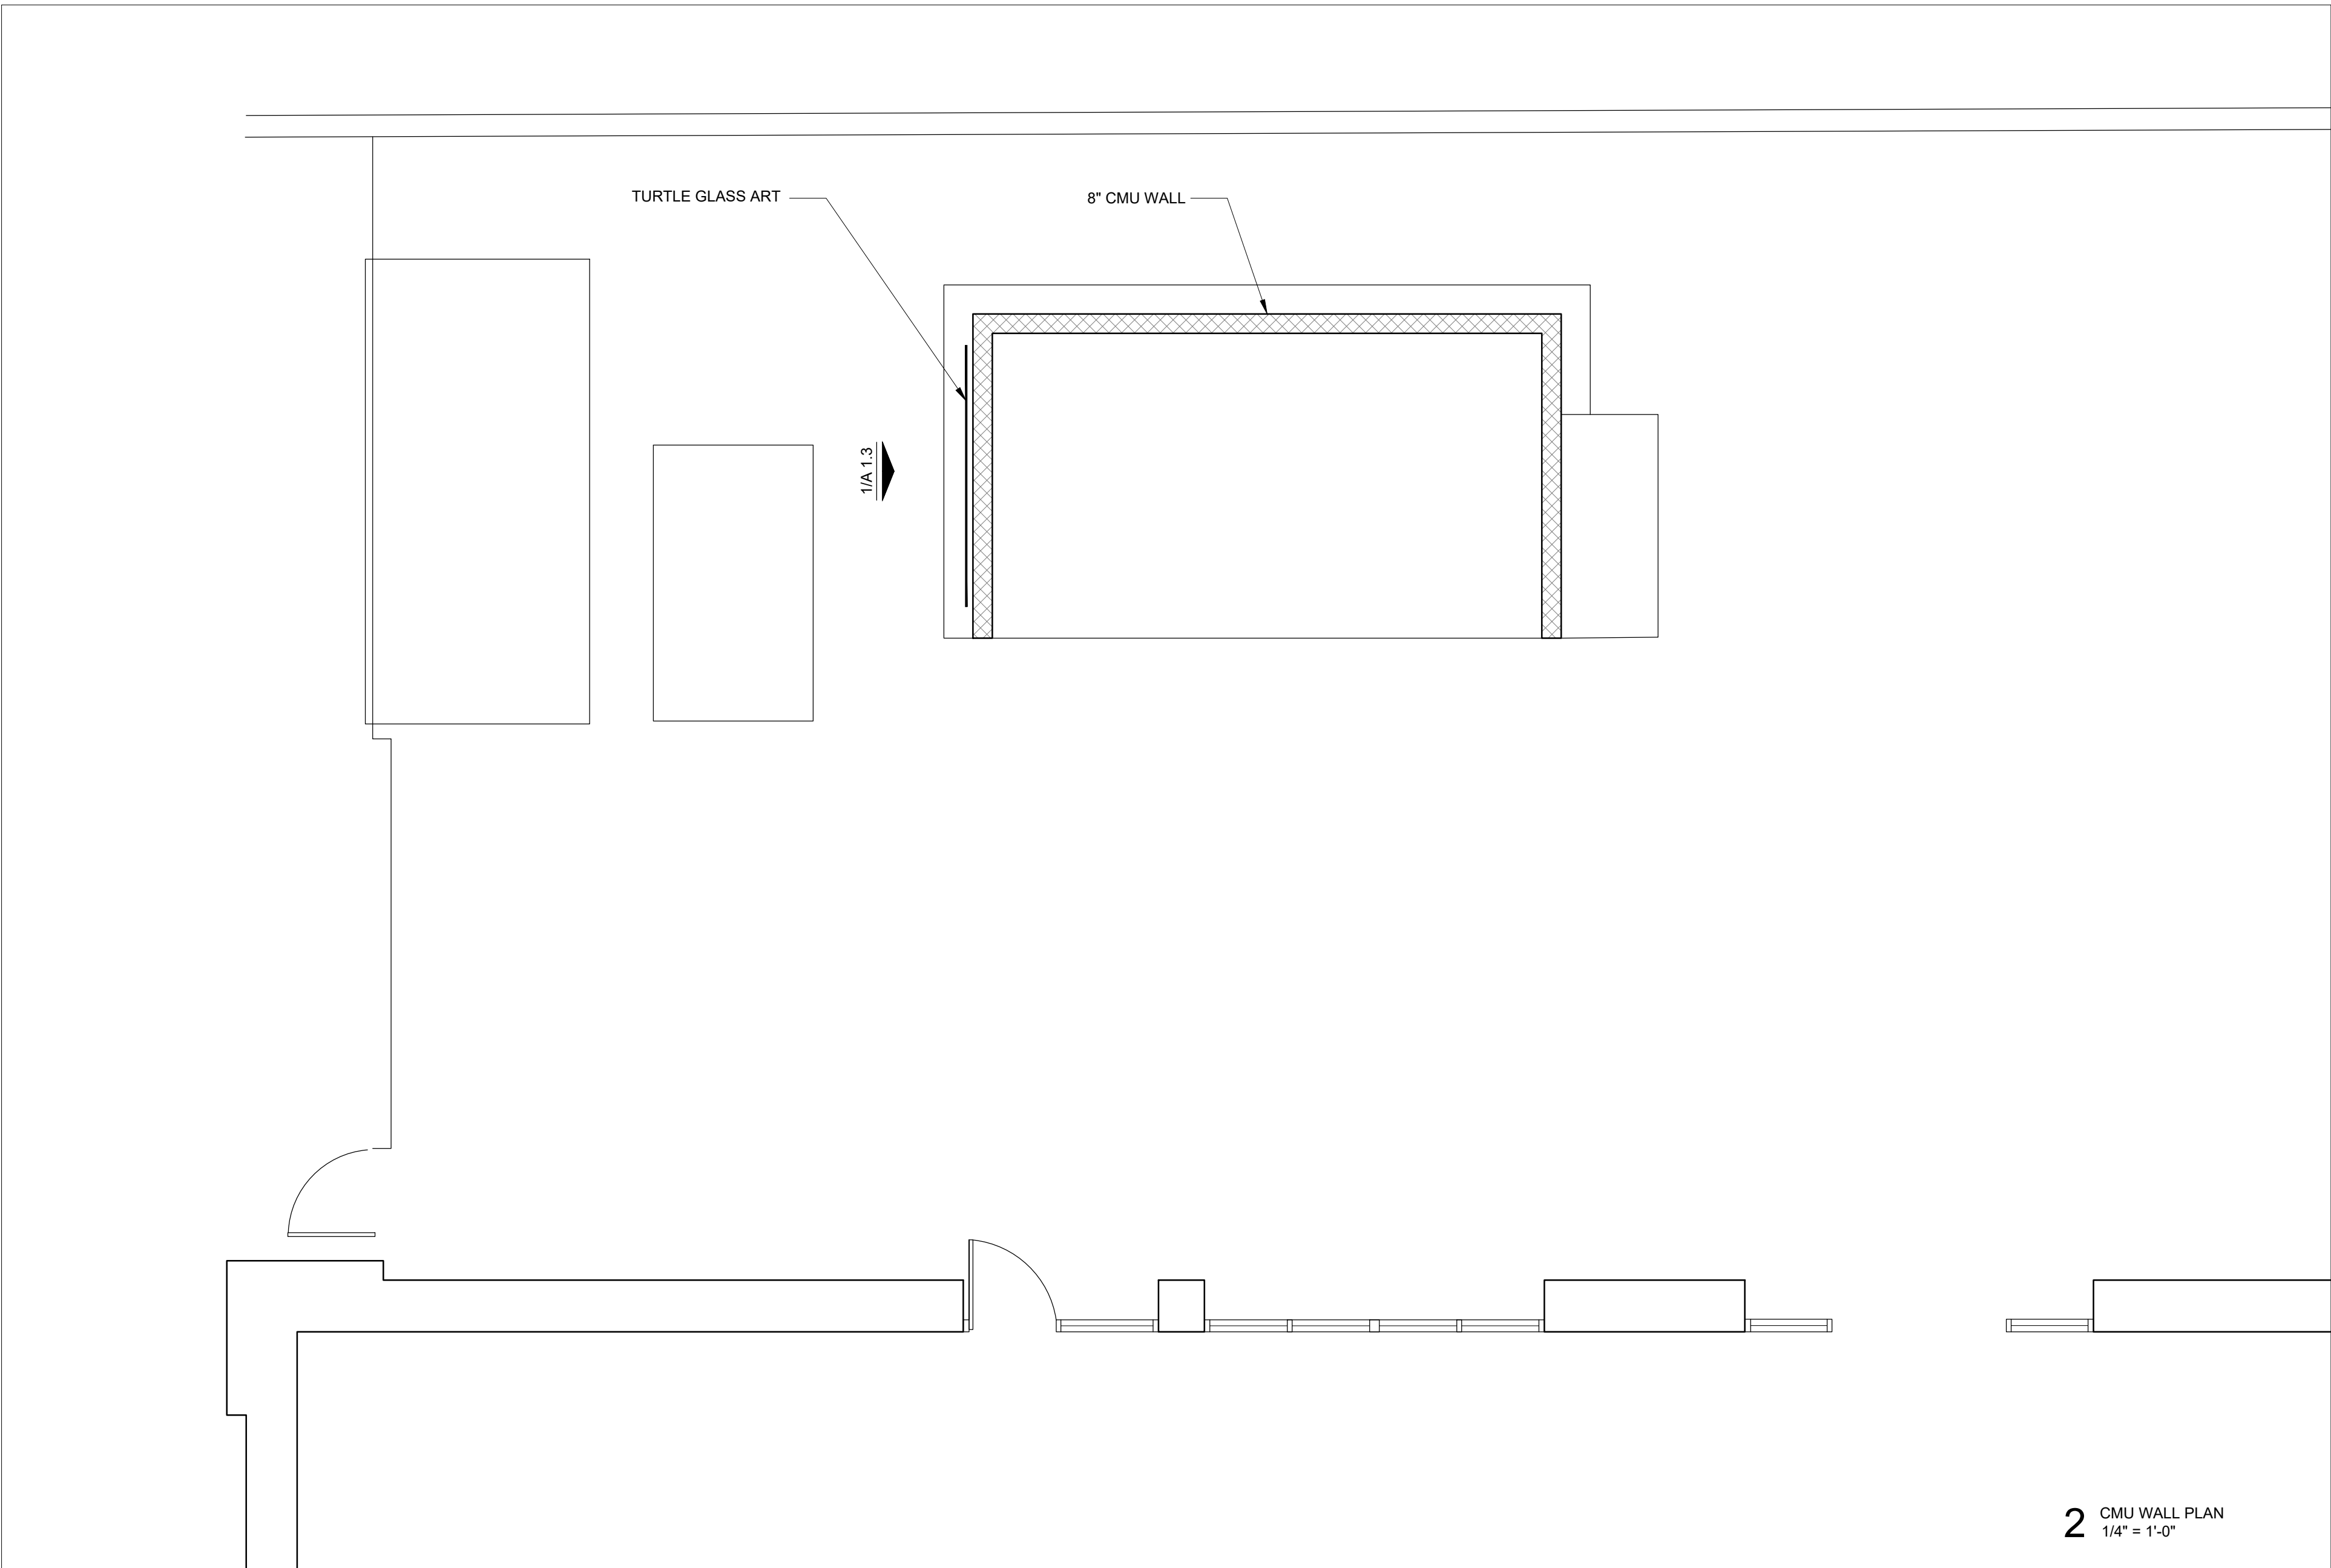 TURTLE GLASS ART
8" CMU WALL
1/A 1.3
2 CMU WALL PLAN
1/4" = 1'-0"